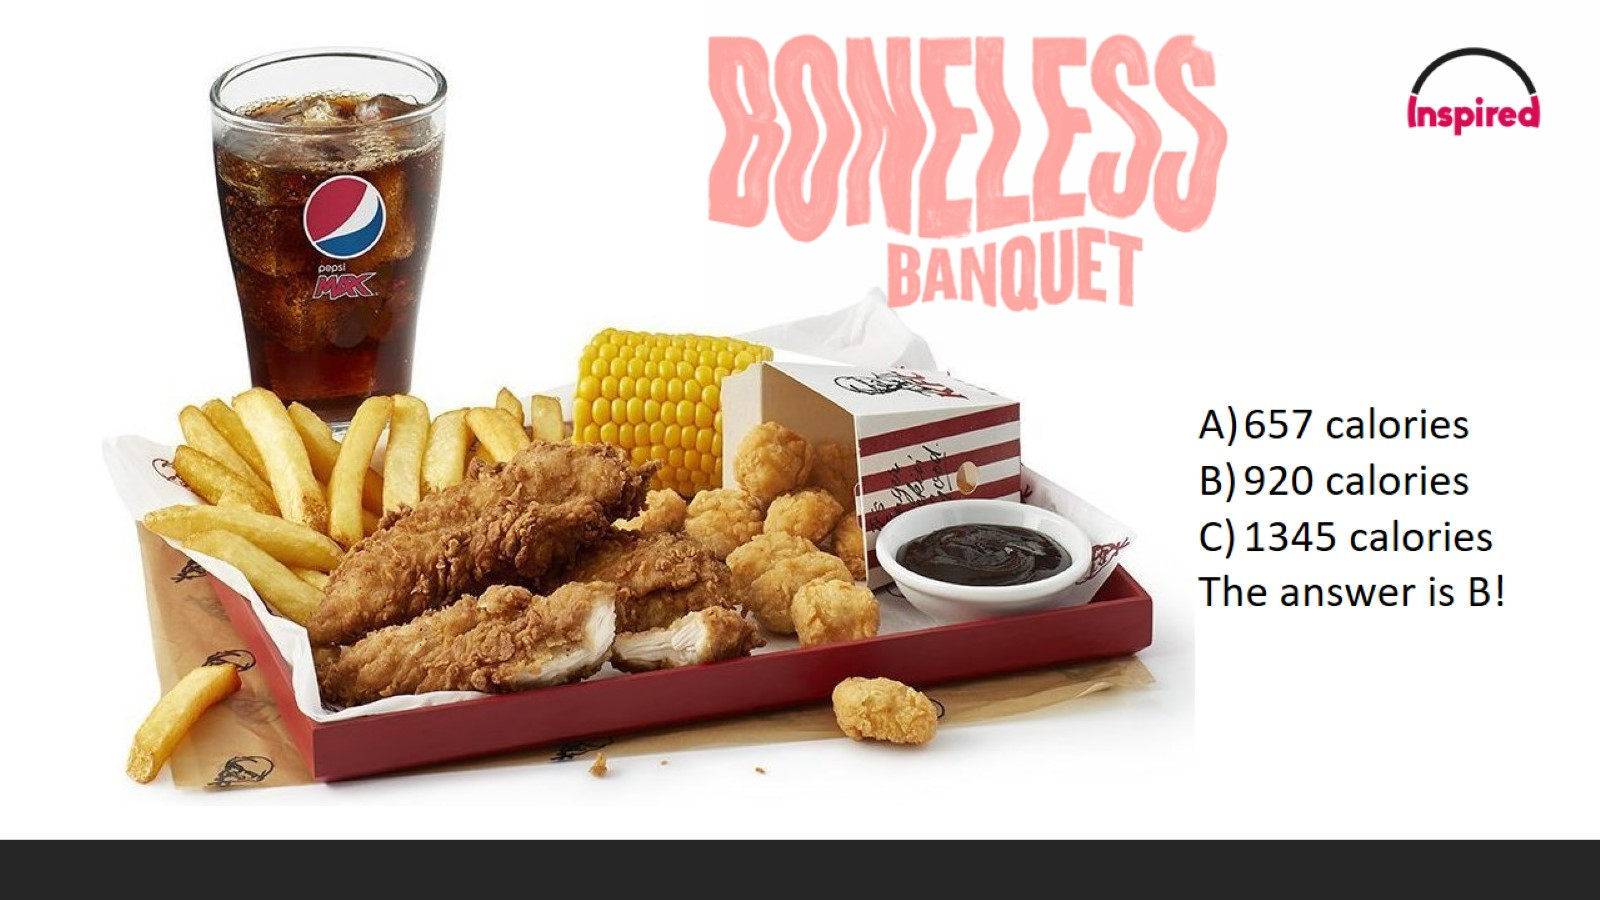 BONELESS
BANQUET
Inspired
pepsi
MAX
A) 657 calories
B) 920 calories
C) 1345 calories
The answer is B!